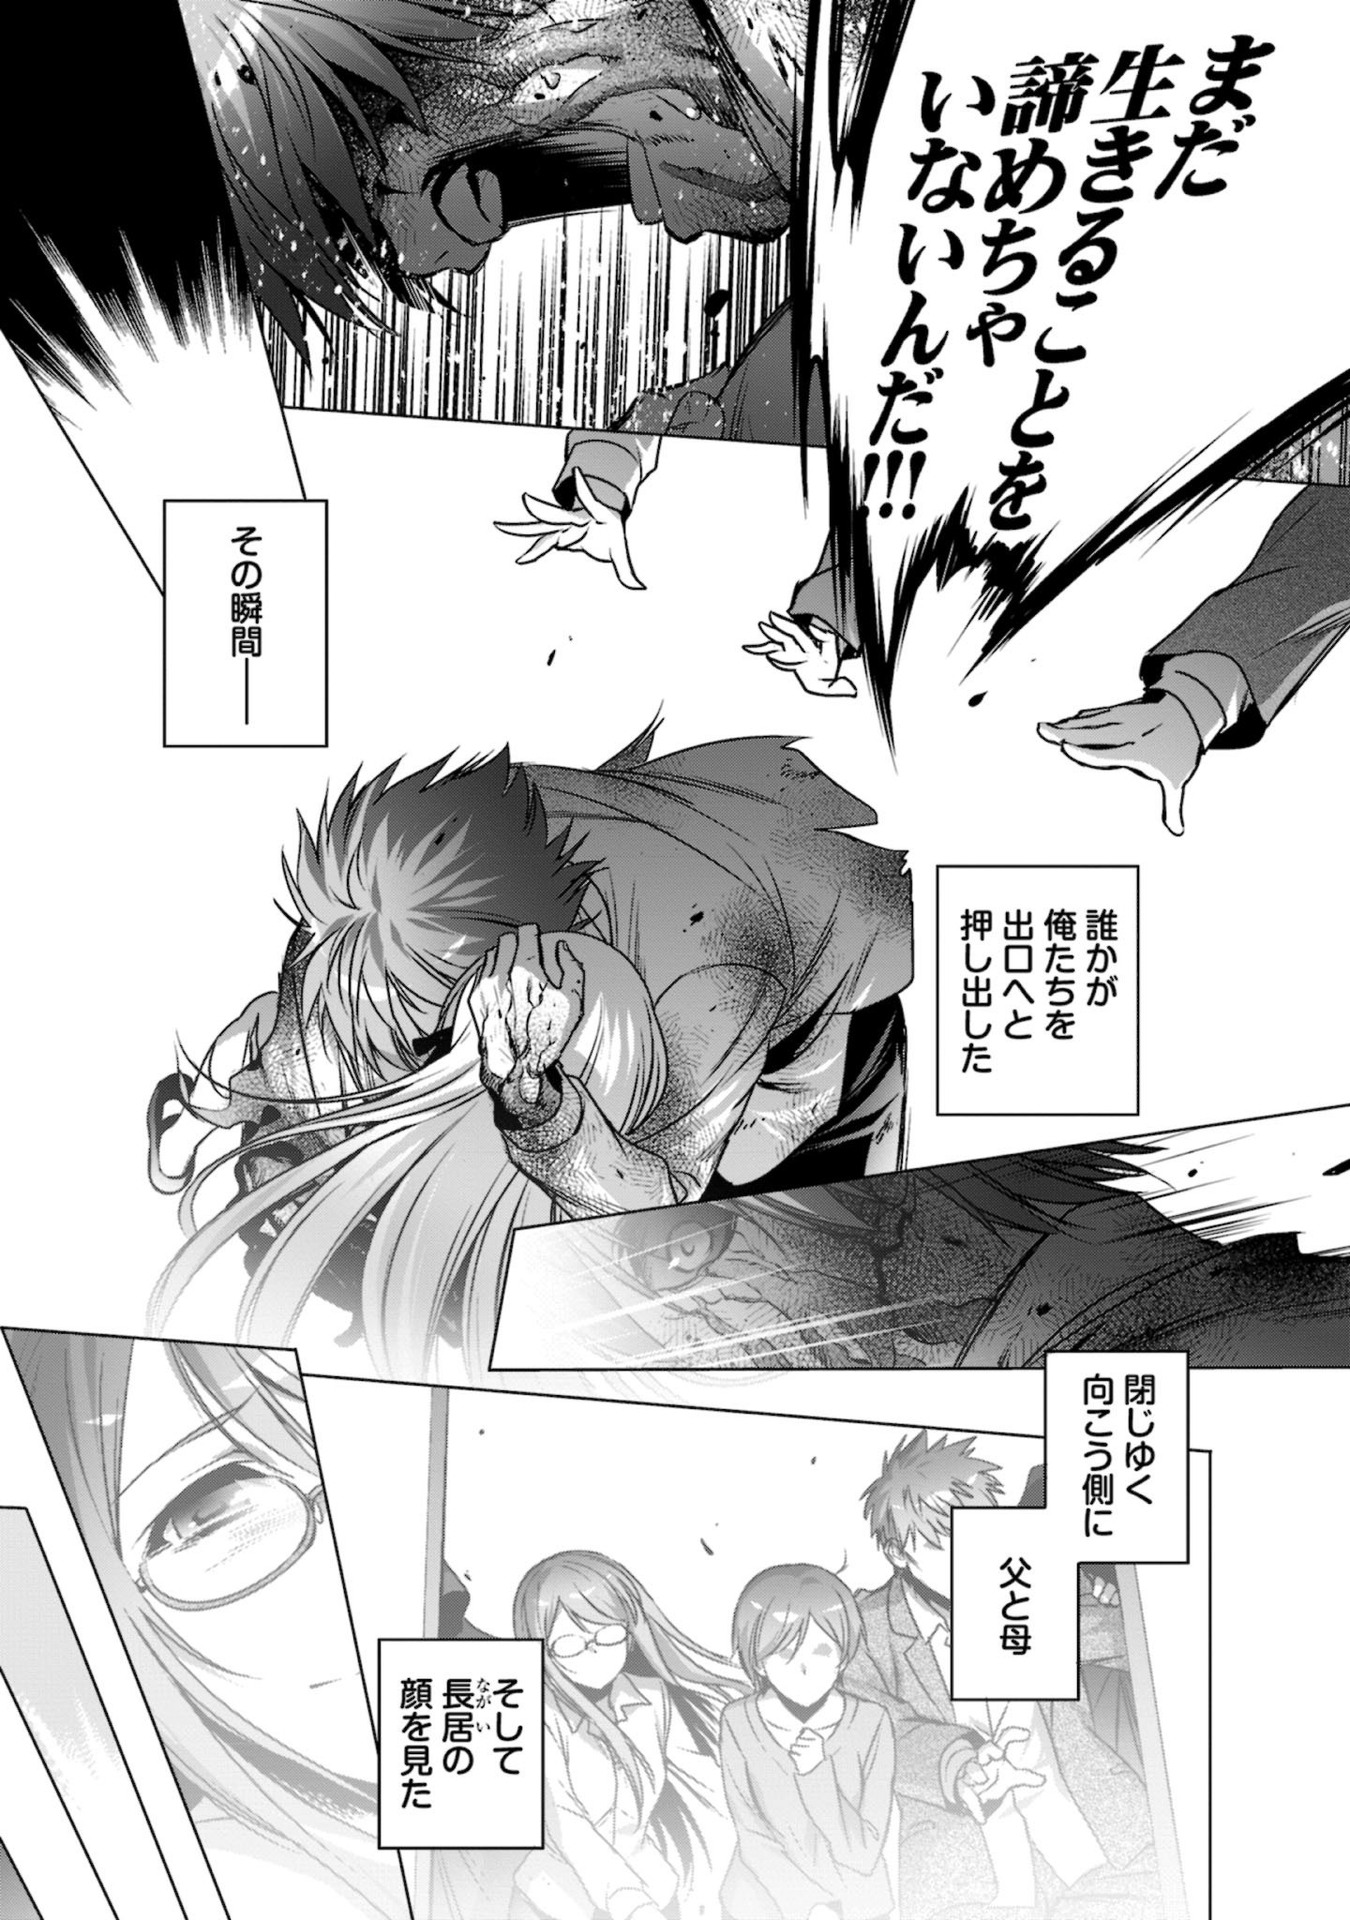 まだ
生きることを
諦めちゃ
いないんだ!!!
その瞬間――
誰かが
俺たちを
出口へと
押し出した
閉じゆく
向こう側に
父と母
そして
長居の
ながい
顔を見た